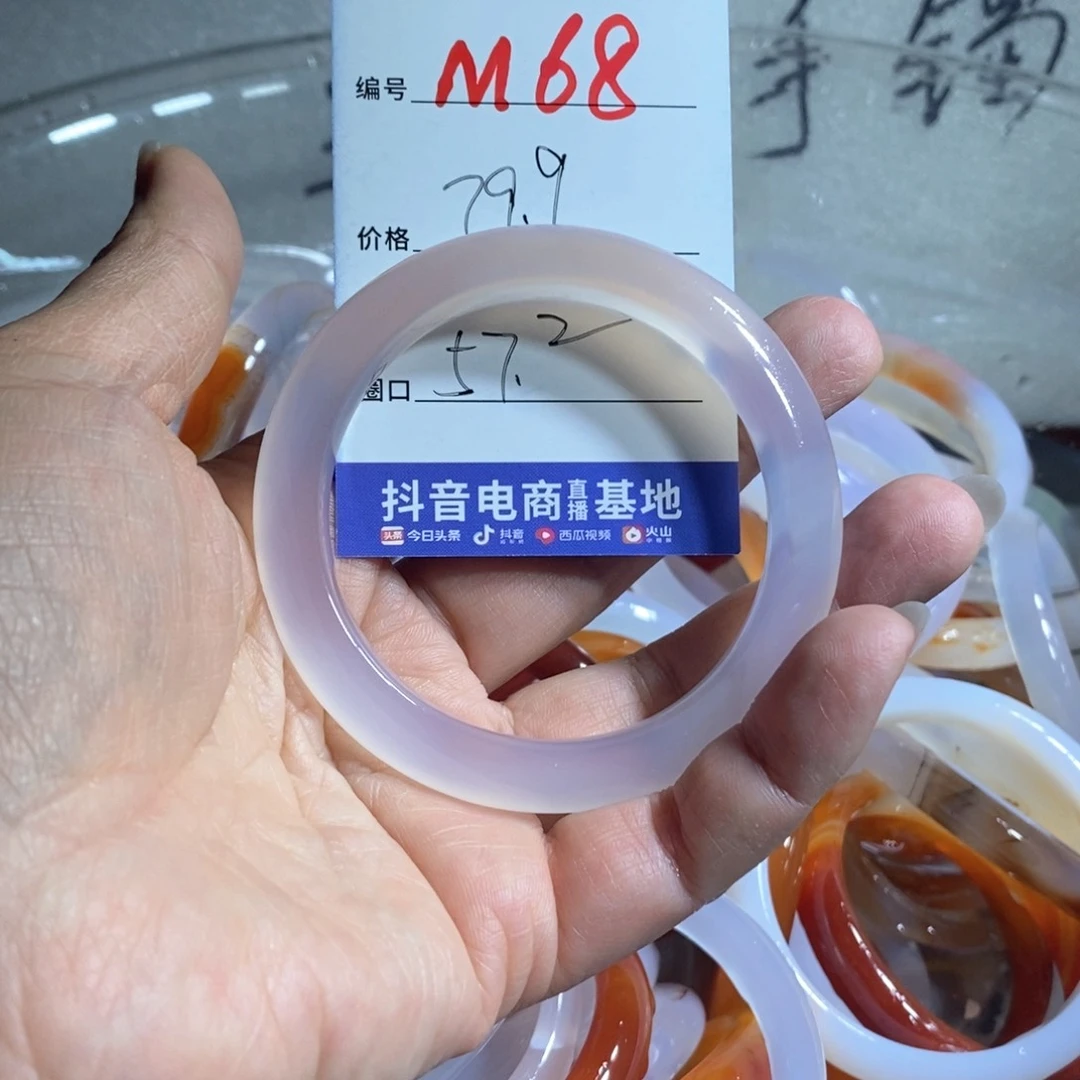 编号 M68
价格 79.9
圈口 57.2
手镯
抖音电商直播基地
头条 今日头条 抖音 西瓜视频 火山